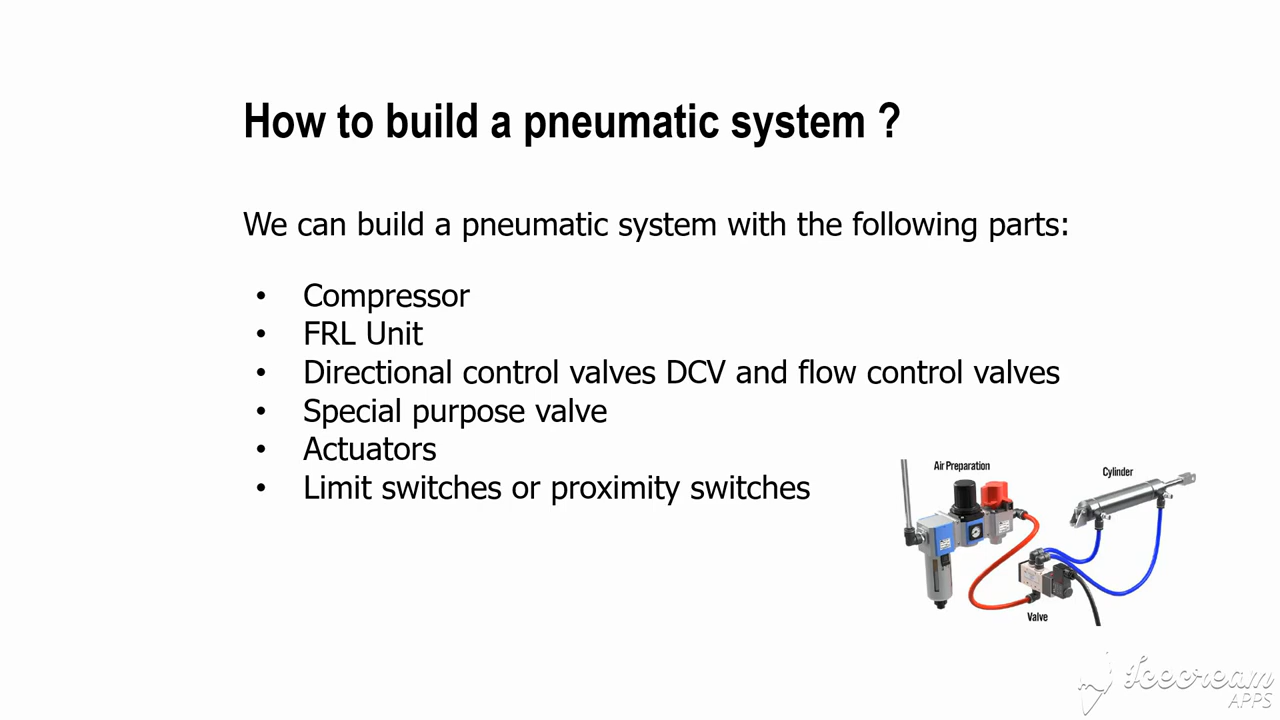 How to build a pneumatic system ?
We can build a pneumatic system with the following parts:
• Compressor
• FRL Unit
• Directional control valves DCV and flow control valves
• Special purpose valve
• Actuators
• Limit switches or proximity switches
Air Preparation
Cylinder
Valve
Icecream
APPS